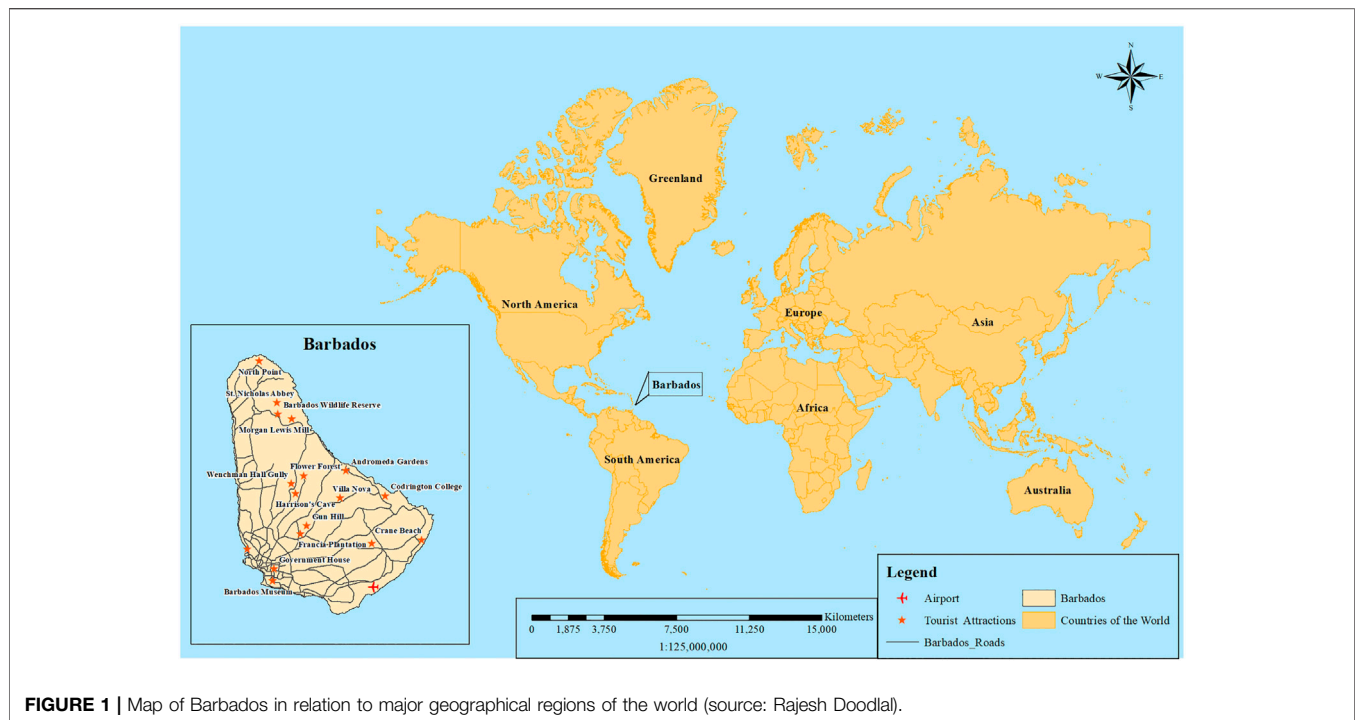 N
W E
S
Greenland
North America
Europe
Asia
Barbados
Africa
South America
Australia
Barbados
North Point
St. Nicholas Abbey
Barbados Wildlife Reserve
Morgan Lewis Mill
Flower Forest
Andromeda Gardens
Wenchman Hall Gully
Villa Nova
Codrington College
Harrison's Cave
Gun Hill
Crane Beach
Francia-Plantation
Government House
Barbados Museum
Kilometers
0 1,875 3,750 7,500 11,250 15,000
1:125,000,000
Legend
Airport
Barbados
Tourist Attractions
Countries of the World
Barbados_Roads
FIGURE 1 | Map of Barbados in relation to major geographical regions of the world (source: Rajesh Doodlal).